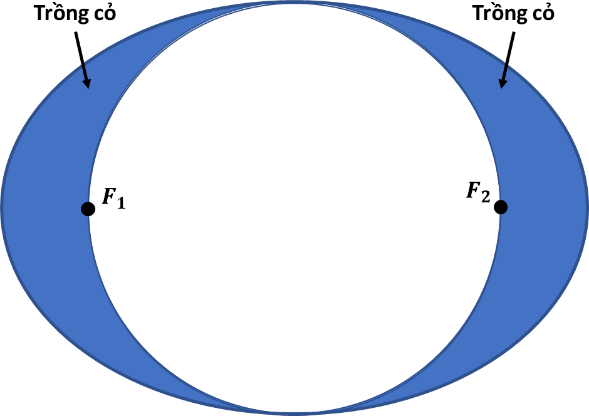 Trồng cỏ
Trồng cỏ
F₁
F₂